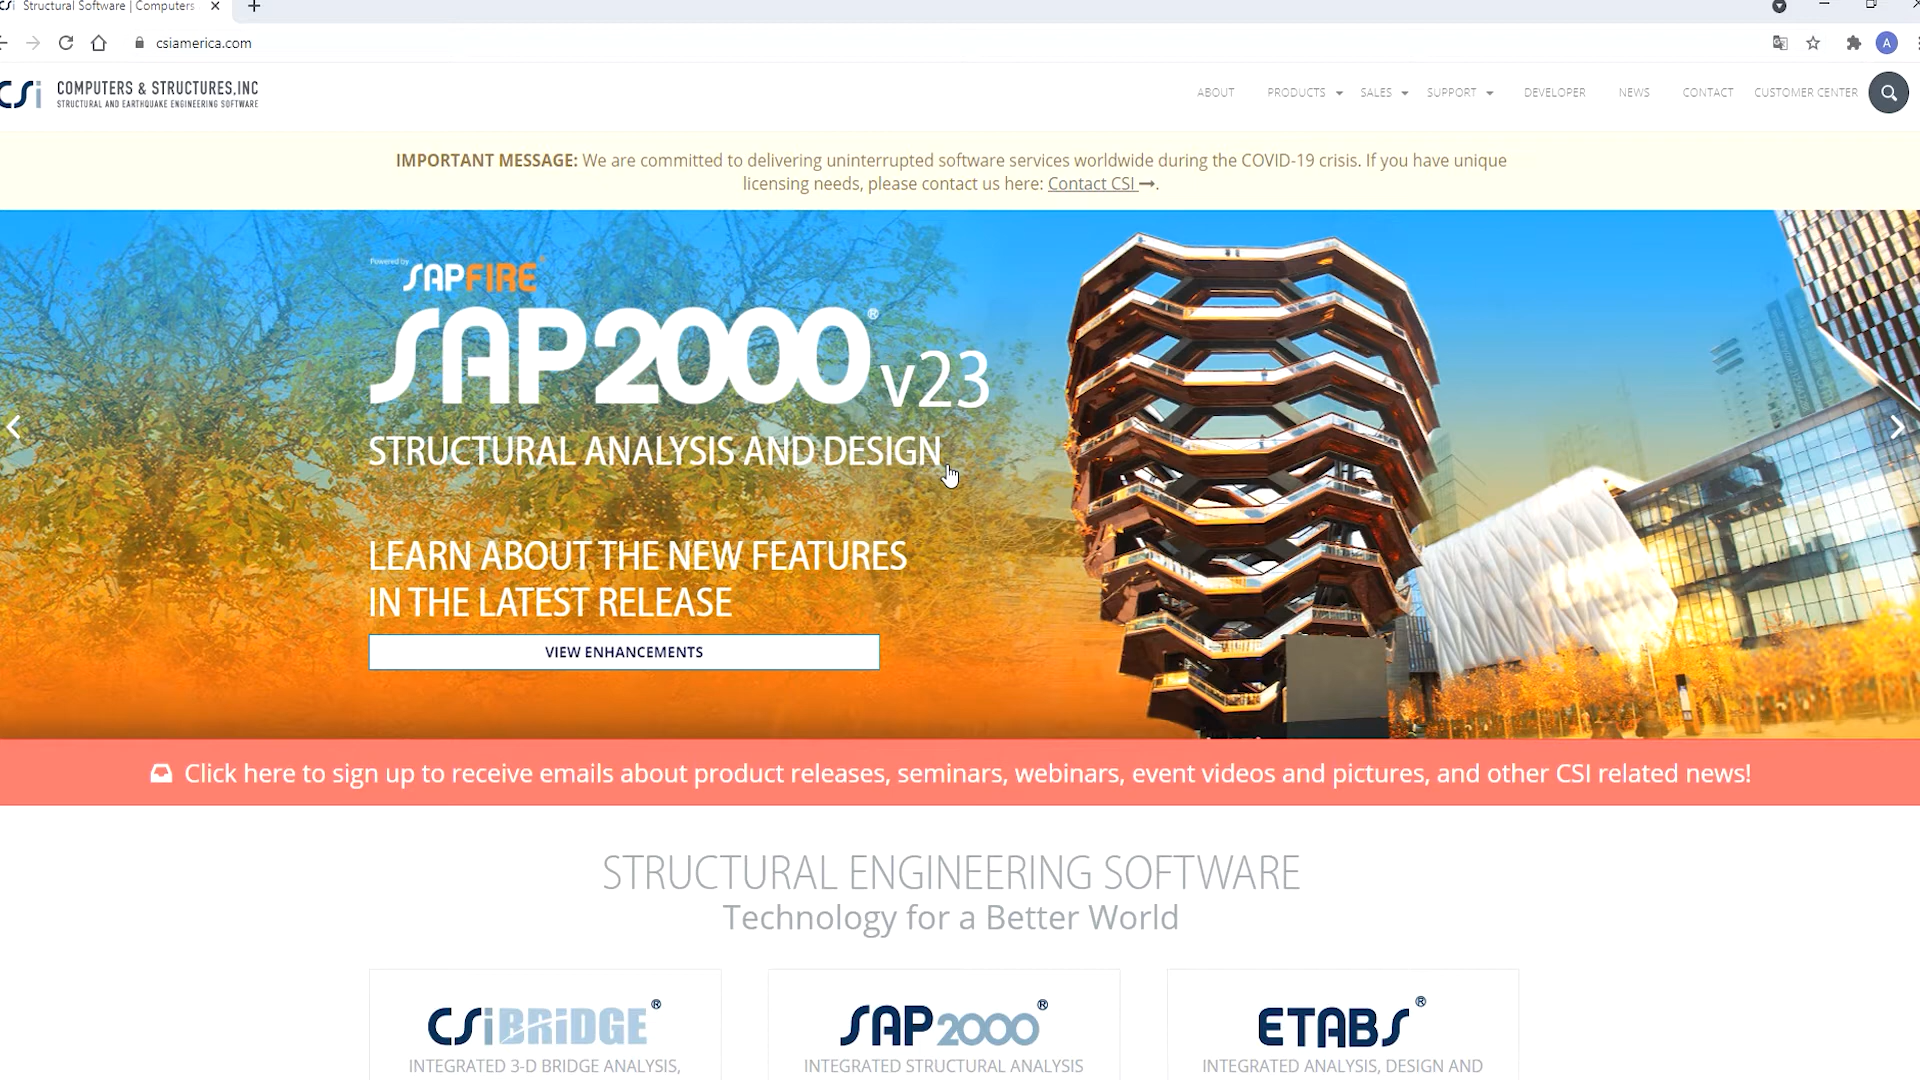 Structural Software | Computers
csiamerica.com
A
CSi COMPUTERS & STRUCTURES,INC
STRUCTURAL AND EARTHQUAKE ENGINEERING SOFTWARE
ABOUT PRODUCTS SALES SUPPORT DEVELOPER NEWS CONTACT CUSTOMER CENTER
IMPORTANT MESSAGE: We are committed to delivering uninterrupted software services worldwide during the COVID-19 crisis. If you have unique
licensing needs, please contact us here: Contact CSI →.
Powered by SAPFIRE®
SAP2000® v23
STRUCTURAL ANALYSIS AND DESIGN
LEARN ABOUT THE NEW FEATURES
IN THE LATEST RELEASE
VIEW ENHANCEMENTS
Click here to sign up to receive emails about product releases, seminars, webinars, event videos and pictures, and other CSI related news!
STRUCTURAL ENGINEERING SOFTWARE
Technology for a Better World
CSiBRiDGE®
INTEGRATED 3-D BRIDGE ANALYSIS,
SAP2000®
INTEGRATED STRUCTURAL ANALYSIS
ETABS®
INTEGRATED ANALYSIS, DESIGN AND